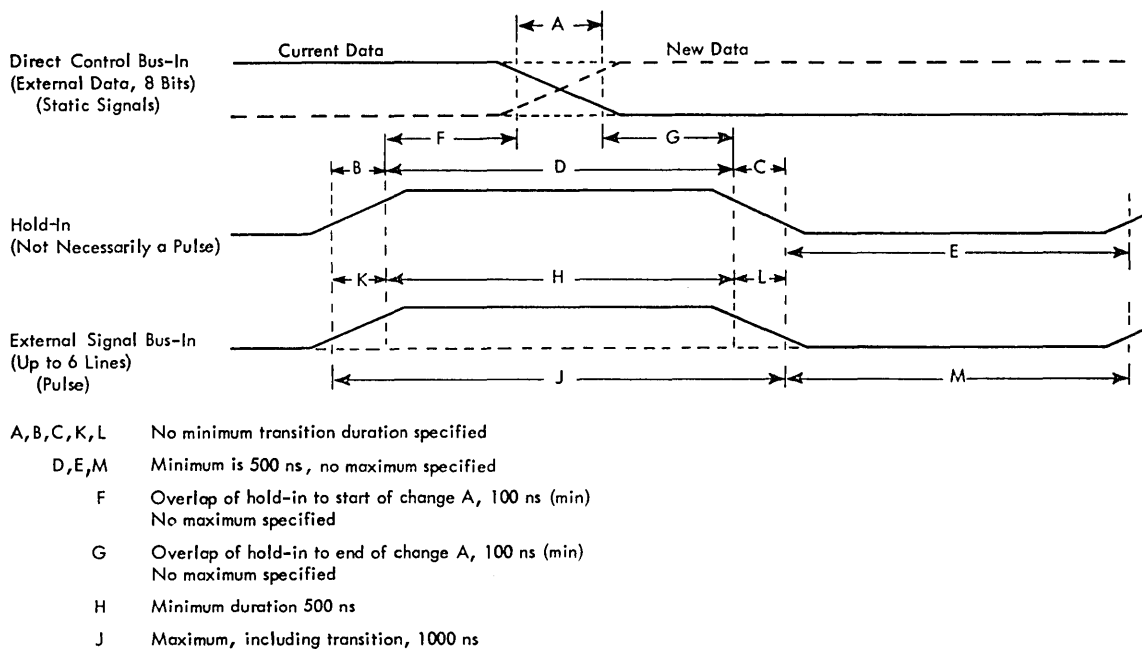 A
Current Data
New Data
Direct Control Bus-In
(External Data, 8 Bits)
(Static Signals)
F
G
B
D
C
Hold-In
(Not Necessarily a Pulse)
E
K
H
L
External Signal Bus-In
(Up to 6 Lines)
(Pulse)
J
M
A,B,C,K,L No minimum transition duration specified
D,E,M Minimum is 500 ns, no maximum specified
F Overlap of hold-in to start of change A, 100 ns (min)
No maximum specified
G Overlap of hold-in to end of change A, 100 ns (min)
No maximum specified
H Minimum duration 500 ns
J Maximum, including transition, 1000 ns